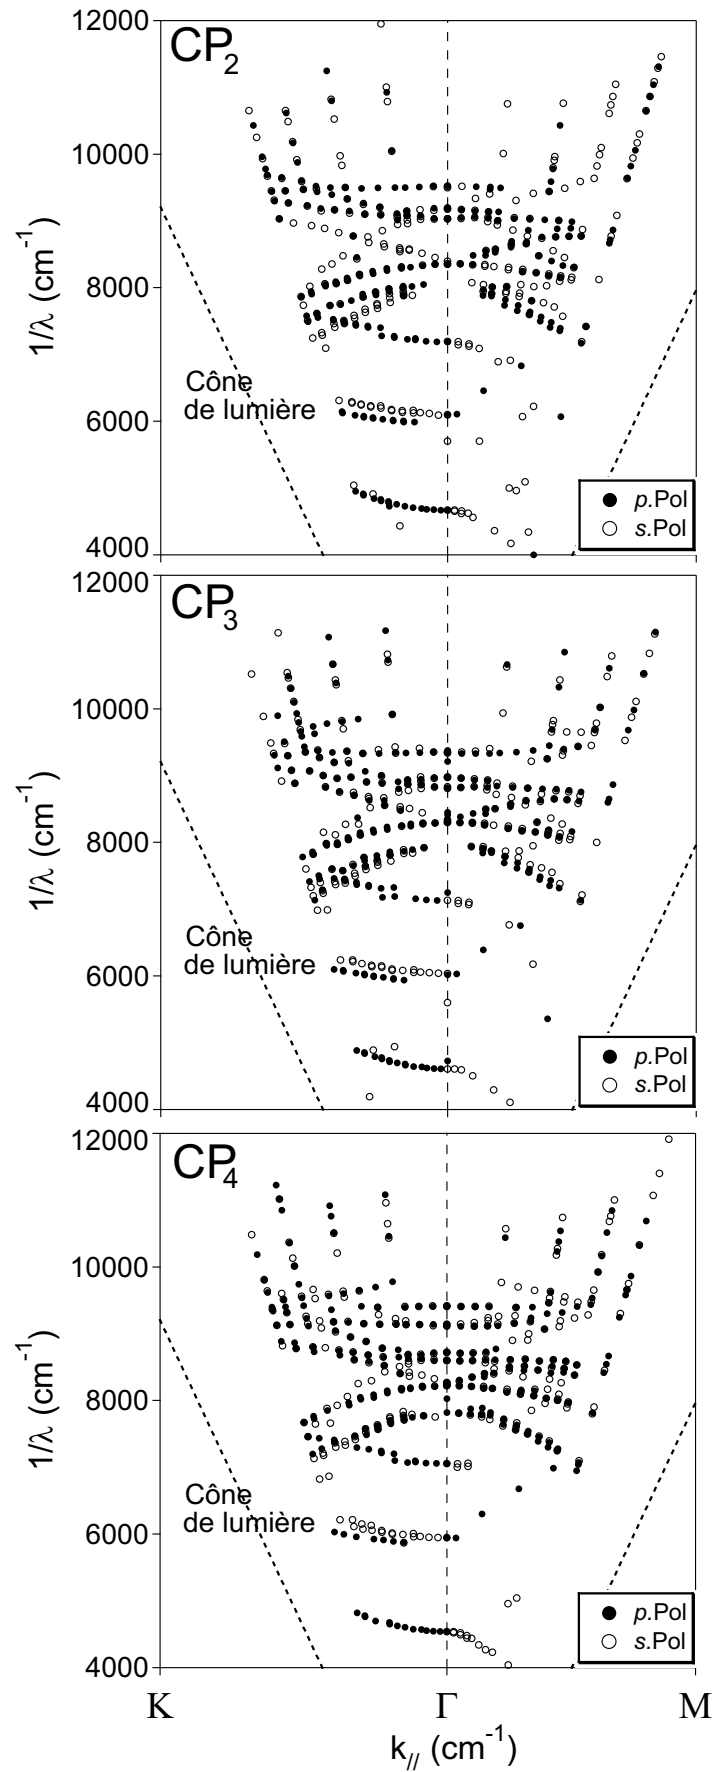 12000
CP2
10000
8000
1/λ (cm-1)
Cône
de lumière
6000
4000
p.Pol
s.Pol
12000
CP3
10000
8000
1/λ (cm-1)
Cône
de lumière
6000
4000
p.Pol
s.Pol
12000
CP4
10000
8000
1/λ (cm-1)
Cône
de lumière
6000
4000
p.Pol
s.Pol
K Γ M
k// (cm-1)